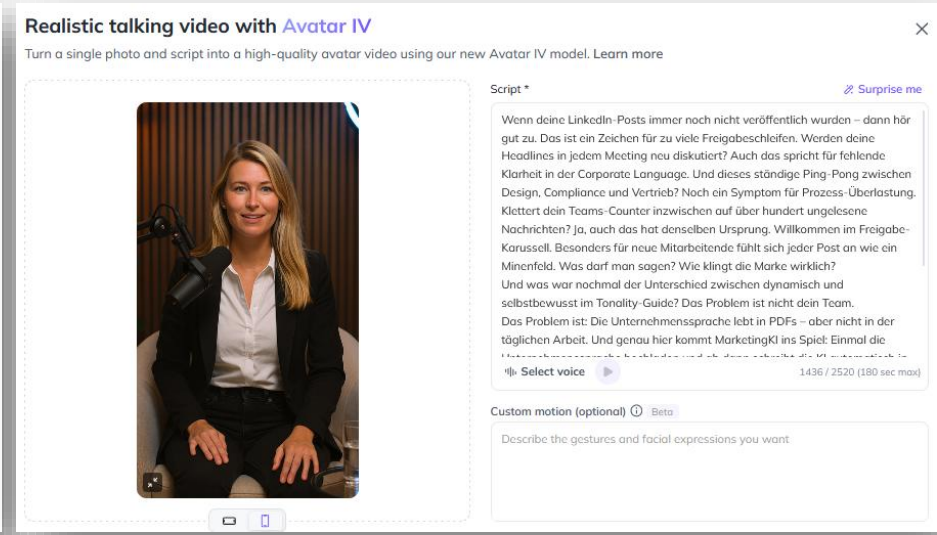 Realistic talking video with Avatar IV
Turn a single photo and script into a high-quality avatar video using our new Avatar IV model. Learn more
Script *
Surprise me
Wenn deine LinkedIn-Posts immer noch nicht veröffentlich wurden – dann hör
gut zu. Das ist ein Zeichen für zu viele Freigabeschleifen. Werden deine
Headlines in jedem Meeting neu diskutiert? Auch das spricht für fehlende
Klarheit in der Corporate Language. Und dieses ständige Ping-Pong zwischen
Design, Compliance und Vertrieb? Noch ein Symptom für Prozess-Überlastung.
Klettert dein Teams-Counter inzwischen auf über hundert ungelesene
Nachrichten? Ja, auch das hat denselben Ursprung. Willkommen im Freigabe-
Karussell. Besonders für neue Mitarbeitende fühlt sich jeder Post an wie ein
Minenfeld. Was darf man sagen? Wie klingt die Marke wirklich?
Und was war nochmal der Unterschied zwischen dynamisch und
selbstbewusst im Tonality-Guide? Das Problem ist nicht dein Team.
Das Problem ist: Die Unternehmenssprache lebt in PDFs – aber nicht in der
täglichen Arbeit. Und genau hier kommt MarketingKI ins Spiel: Einmal die
Select voice
1436 / 2520 (180 sec max)
Custom motion (optional) Beta
Describe the gestures and facial expressions you want